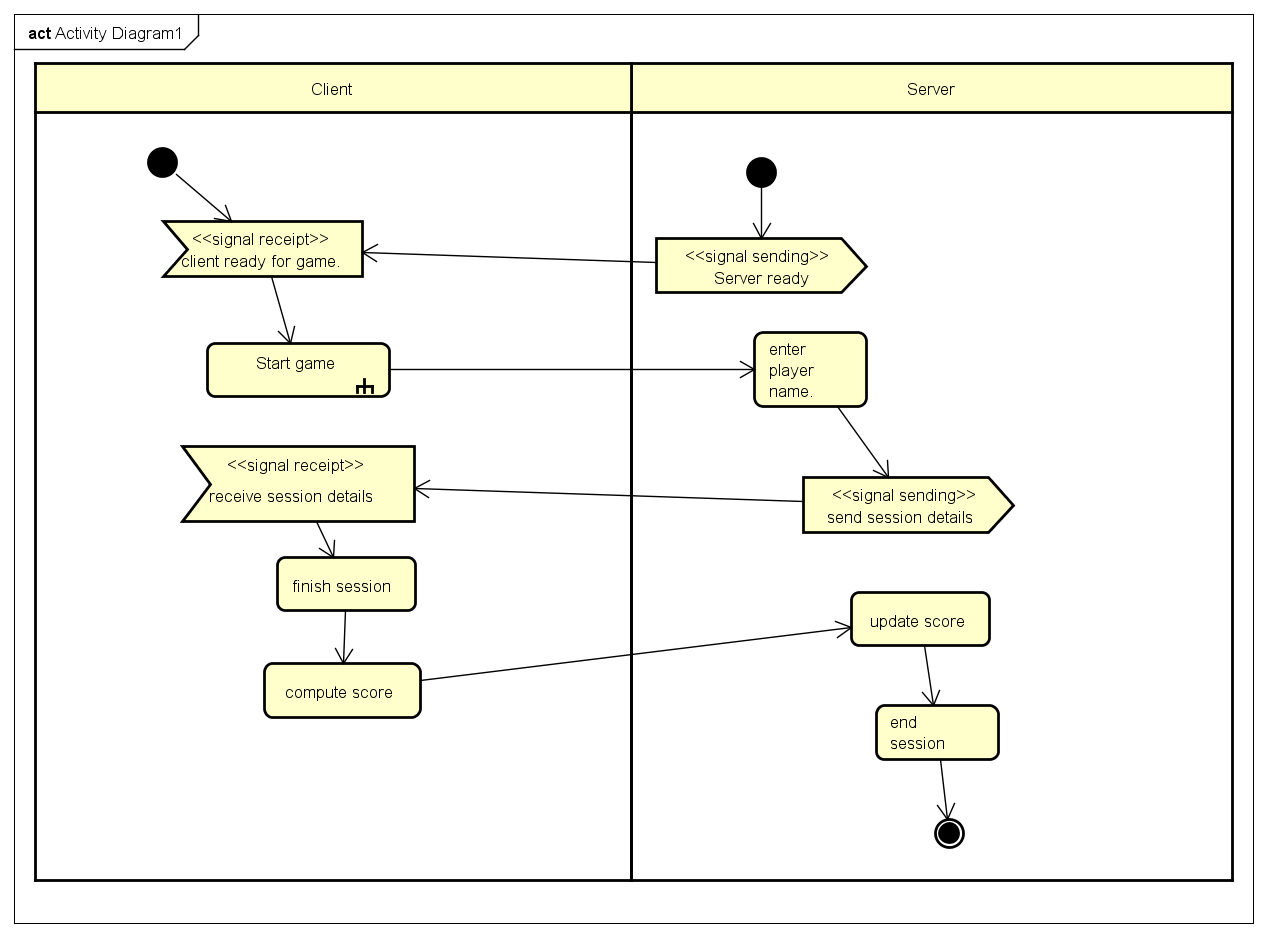 act Activity Diagram1
Client
Server
<<signal receipt>>
client ready for game.
<<signal sending>>
Server ready
Start game
enter
player
name.
<<signal receipt>>
receive session details
<<signal sending>>
send session details
finish session
update score
compute score
end
session